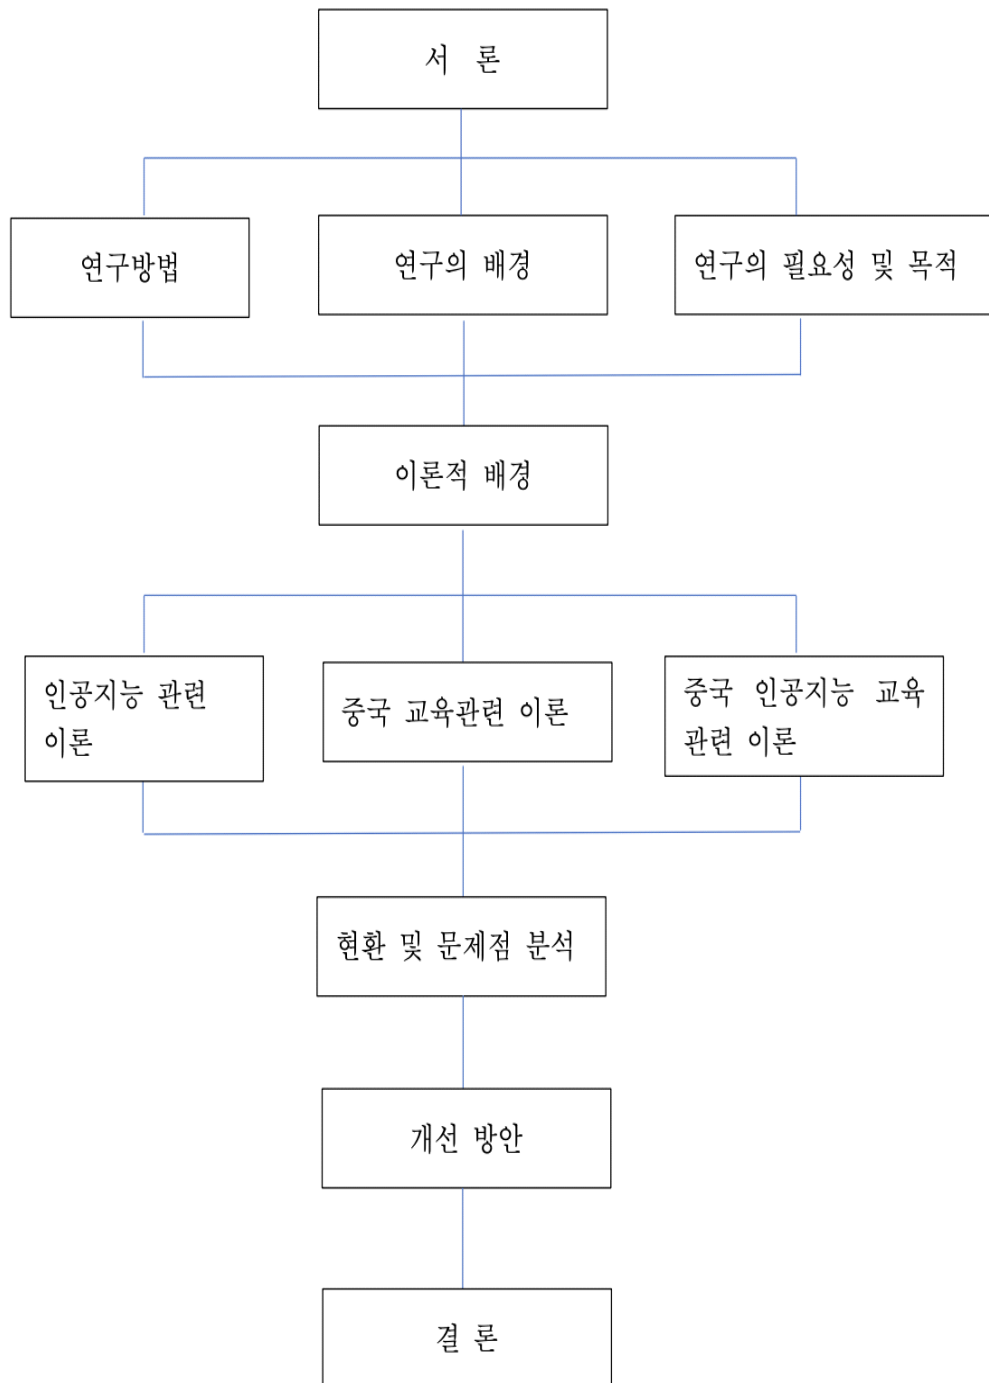 서 론
연구방법
연구의 배경
연구의 필요성 및 목적
이론적 배경
인공지능 관련
이론
중국 교육관련 이론
중국 인공지능 교육
관련 이론
현환 및 문제점 분석
개선 방안
결 론